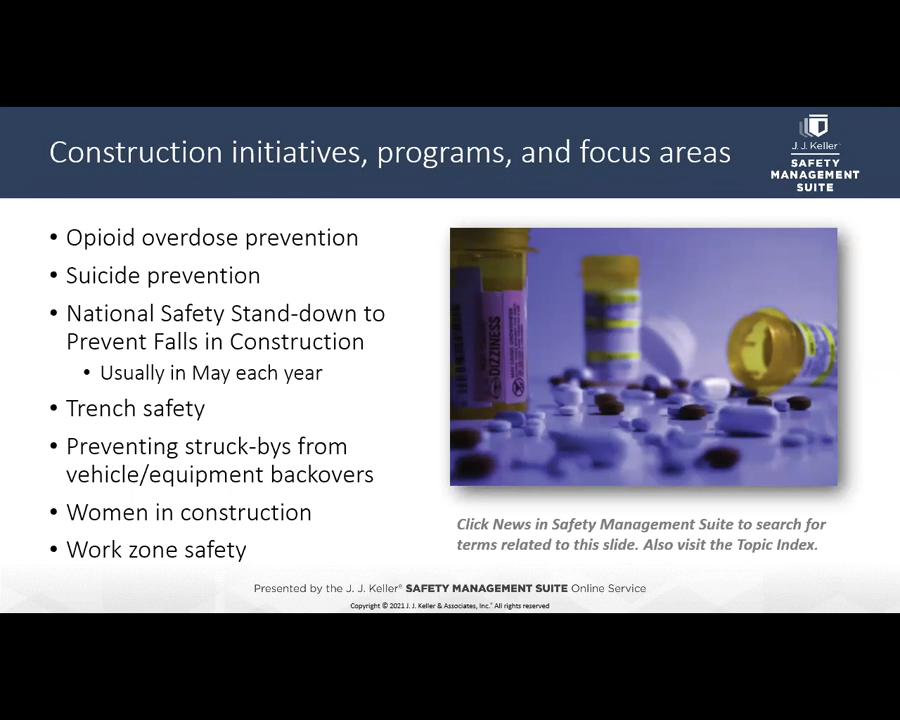 Construction initiatives, programs, and focus areas
J. J. Keller
SAFETY
MANAGEMENT
SUITE
• Opioid overdose prevention
• Suicide prevention
• National Safety Stand-down to
Prevent Falls in Construction
• Usually in May each year
• Trench safety
• Preventing struck-bys from
vehicle/equipment backovers
• Women in construction
• Work zone safety
DIZZINESS
Click News in Safety Management Suite to search for
terms related to this slide. Also visit the Topic Index.
Presented by the J. J. Keller® SAFETY MANAGEMENT SUITE Online Service
Copyright © 2021 J. J. Keller & Associates, Inc.® All rights reserved